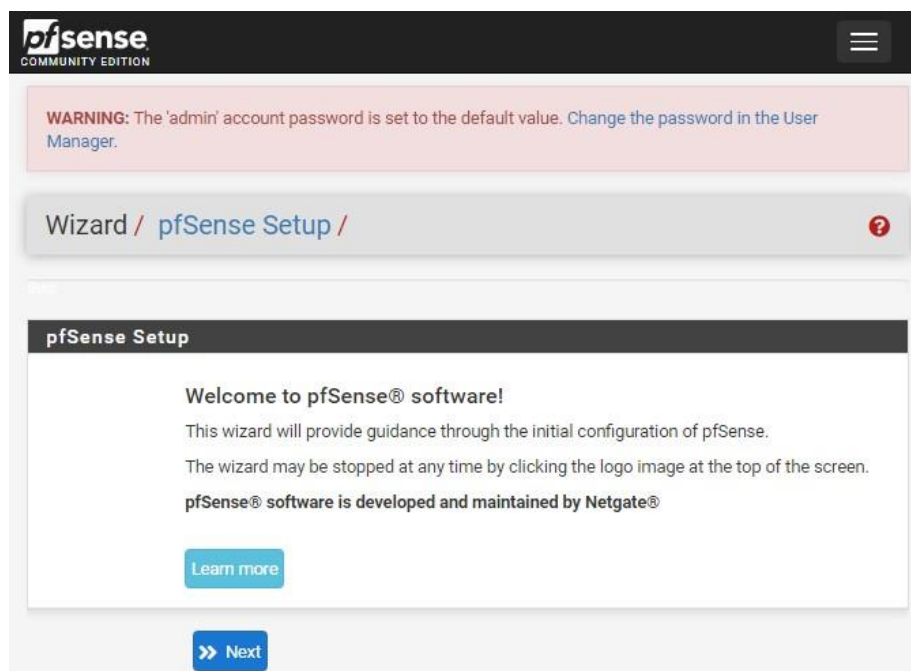 pfsense
COMMUNITY EDITION
WARNING: The 'admin' account password is set to the default value. Change the password in the User
Manager.
Wizard / pfSense Setup /
pfSense Setup
Welcome to pfSense® software!
This wizard will provide guidance through the initial configuration of pfSense.
The wizard may be stopped at any time by clicking the logo image at the top of the screen.
pfSense® software is developed and maintained by Netgate®
Learn more
Next